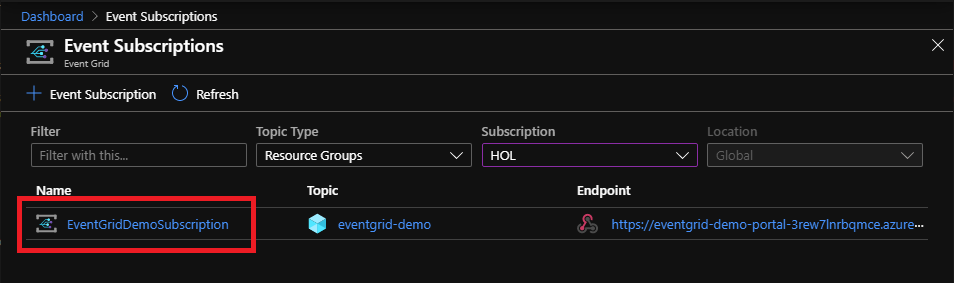 Dashboard > Event Subscriptions
Event Subscriptions
Event Grid
+ Event Subscription Refresh
Filter Topic Type Subscription Location
Filter with this... Resource Groups HOL Global
Name Topic Endpoint
EventGridDemoSubscription eventgrid-demo https://eventgrid-demo-portal-3rew7lnrbqmce.azure...